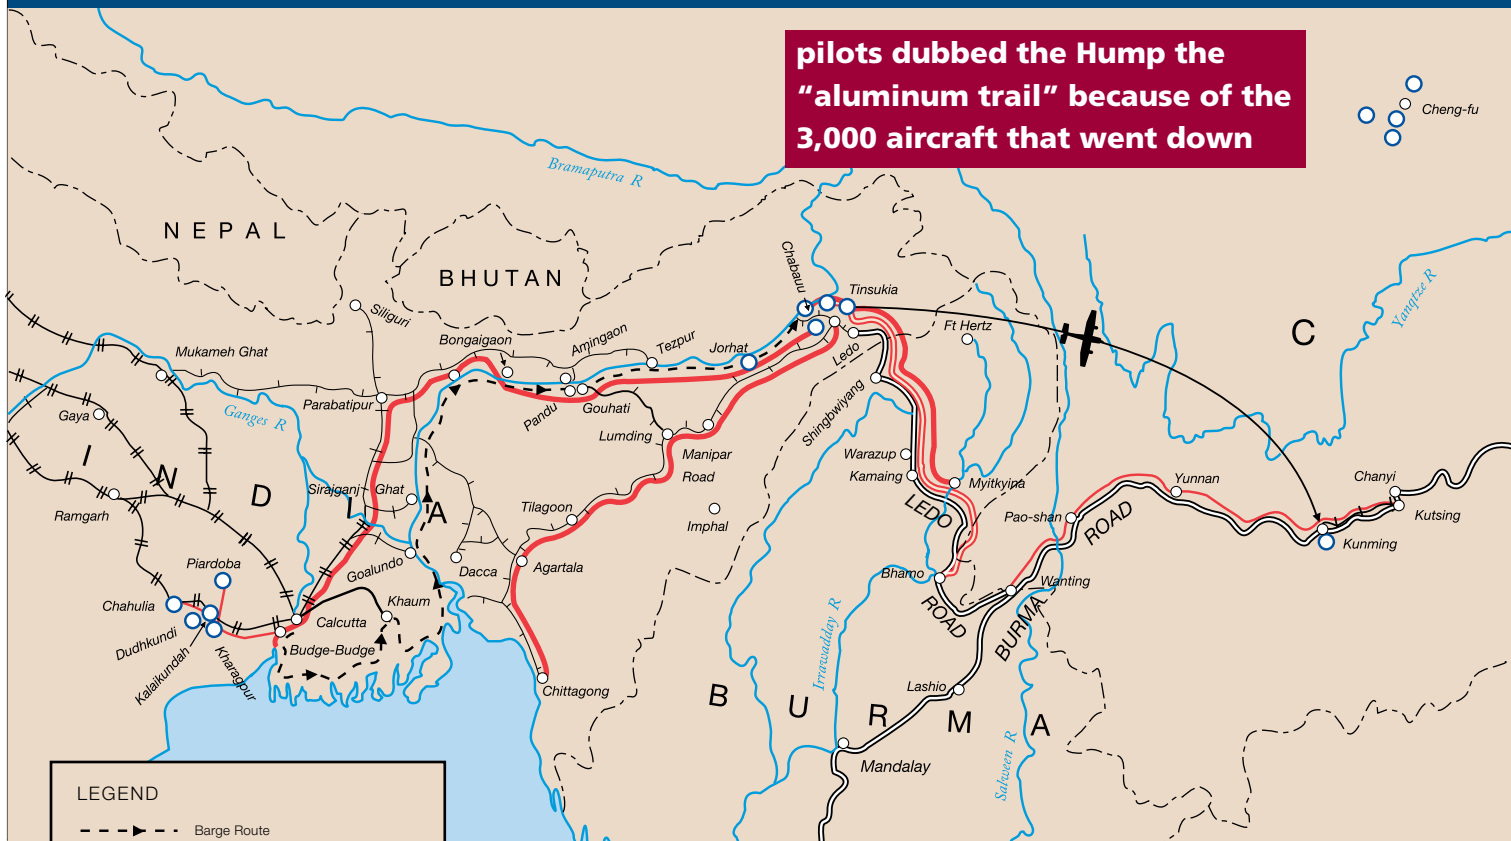 pilots dubbed the Hump the
“aluminum trail” because of the
3,000 aircraft that went down
Cheng-fu
Bramaputra R
NEPAL
BHUTAN
Chabauu
Tinsukia
Yangtze R
C
Siliguri
Ft Hertz
Bongaigaon
Amingaon
Tezpur
Jorhat
Ledo
Mukameh Ghat
Shingbwiyang
Parabatipur
Ganges R
Gaya
Pandu
Gouhati
Lumding
Manipar
Road
Warazup
Kamaing
Myitkyina
Yunnan
Chanyi
INDIA
Sirajganj Ghat
Ramgarh
Tilagoon
Imphal
LEDO
ROAD
Pao-shan
BURMA
ROAD
Kutsing
Kunming
Piardoba
Goalundo
Dacca
Agartala
Bhamo
Wanting
Chahulia
Khaum
Calcutta
Dudhkundi
Budge-Budge
Kalaikundah
Kharagpur
Irrawadday R
Chittagong
Lashio
BURMA
Salween R
Mandalay
LEGEND
Barge Route